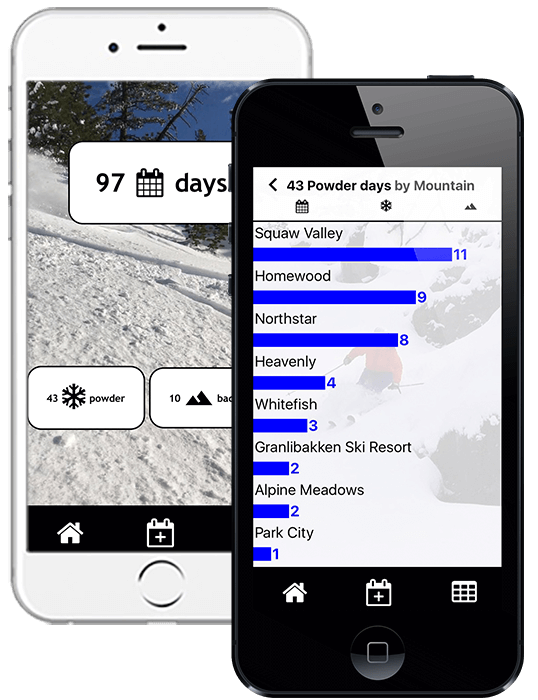 97 days
43 powder
10
43 Powder days by Mountain
Squaw Valley
11
Homewood
9
Northstar
8
Heavenly
4
Whitefish
3
Granlibakken Ski Resort
2
Alpine Meadows
2
Park City
1